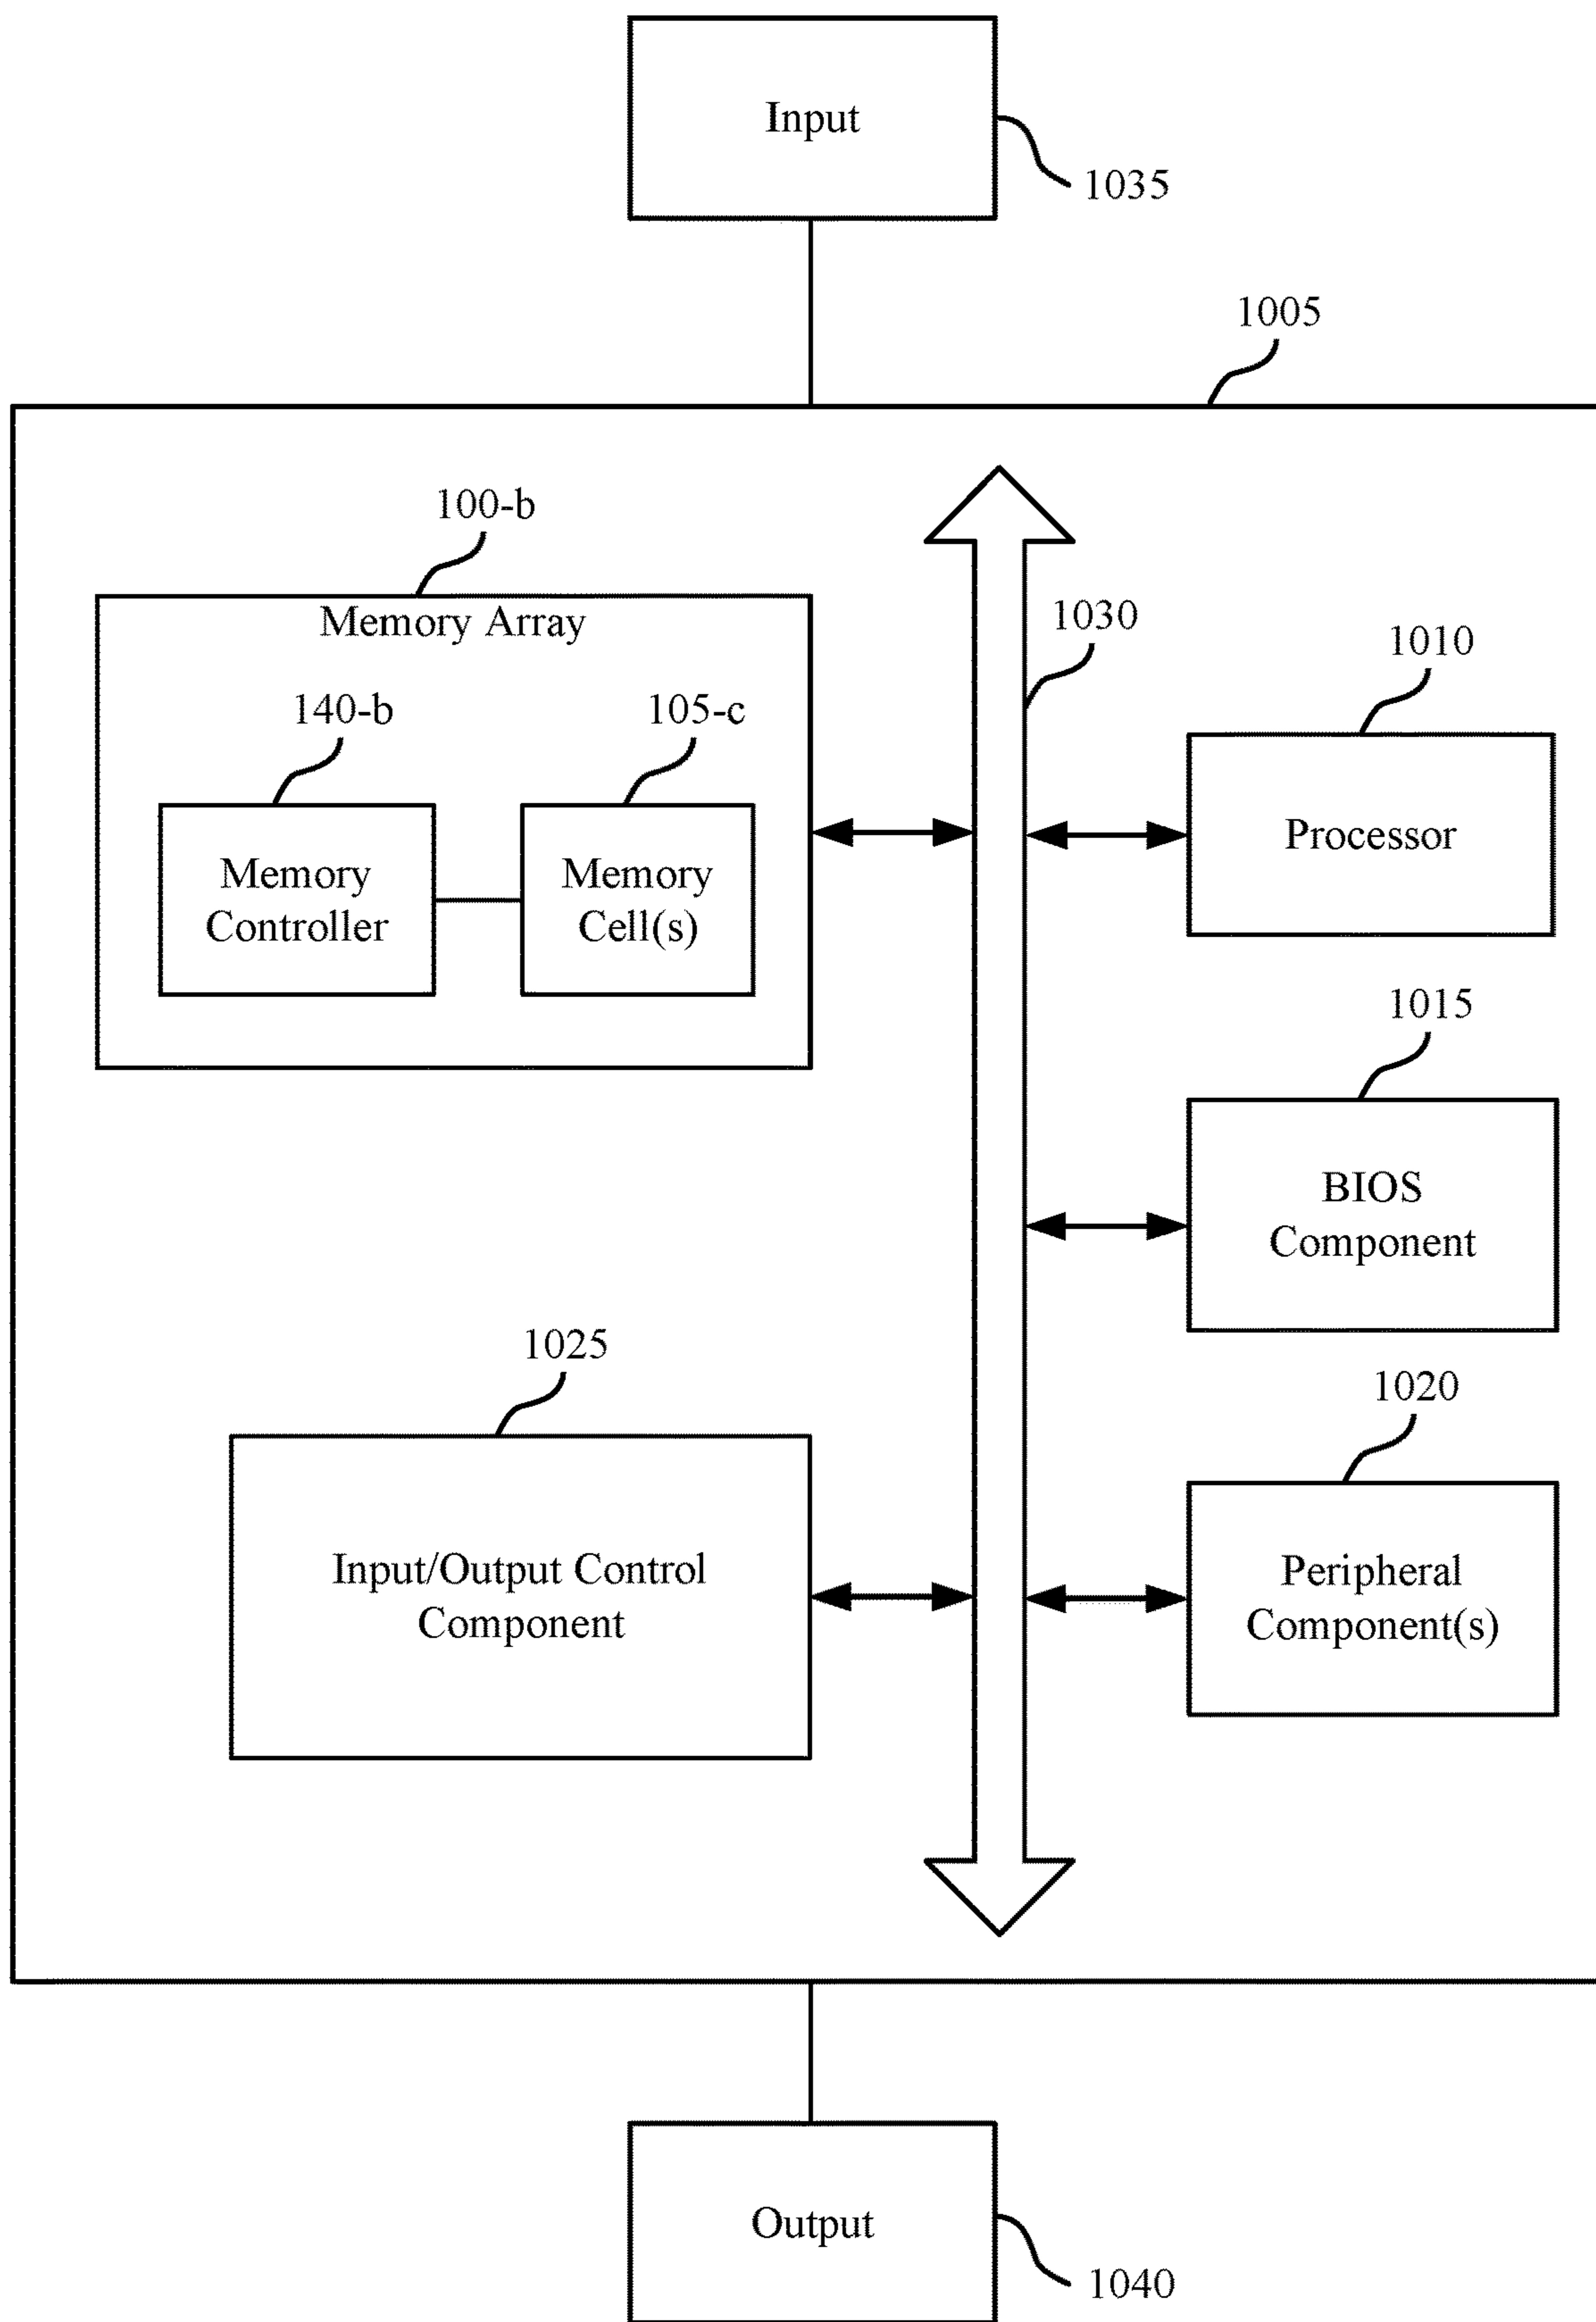 Input
1035
1005
100-b
Memory Array
1030
1010
140-b
105-c
Processor
Memory
Controller
Memory
Cell(s)
1015
BIOS
Component
1025
1020
Input/Output Control
Component
Peripheral
Component(s)
Output
1040